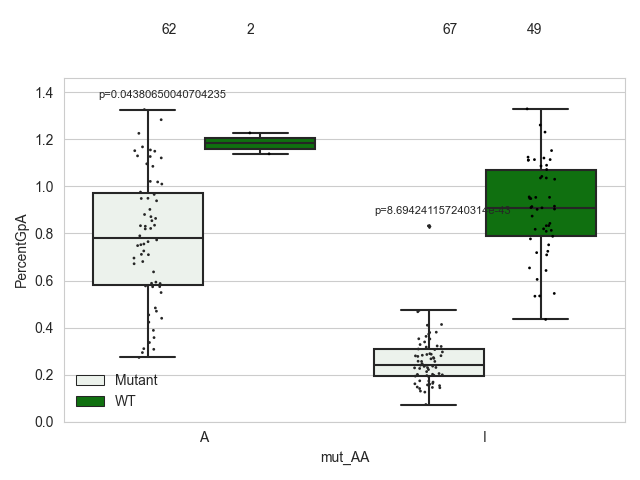 62 2 67 49
1.4
1.2
1.0
0.8
0.6
0.4
0.2
0.0
PercentGpA
p=0.04380650040704235
p=8.694241157240314e-43
Mutant
WT
A I
mut_AA